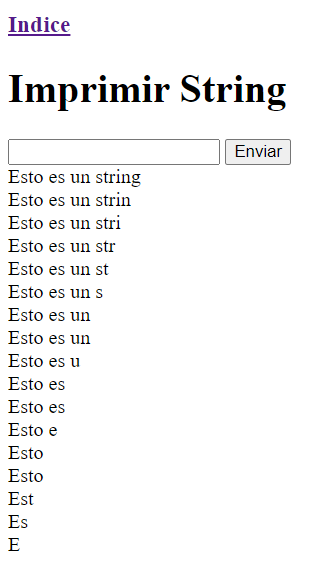 Indice
Imprimir String
Enviar
Esto es un string
Esto es un strin
Esto es un stri
Esto es un str
Esto es un st
Esto es un s
Esto es un
Esto es un
Esto es u
Esto es
Esto es
Esto e
Esto
Esto
Est
Es
E